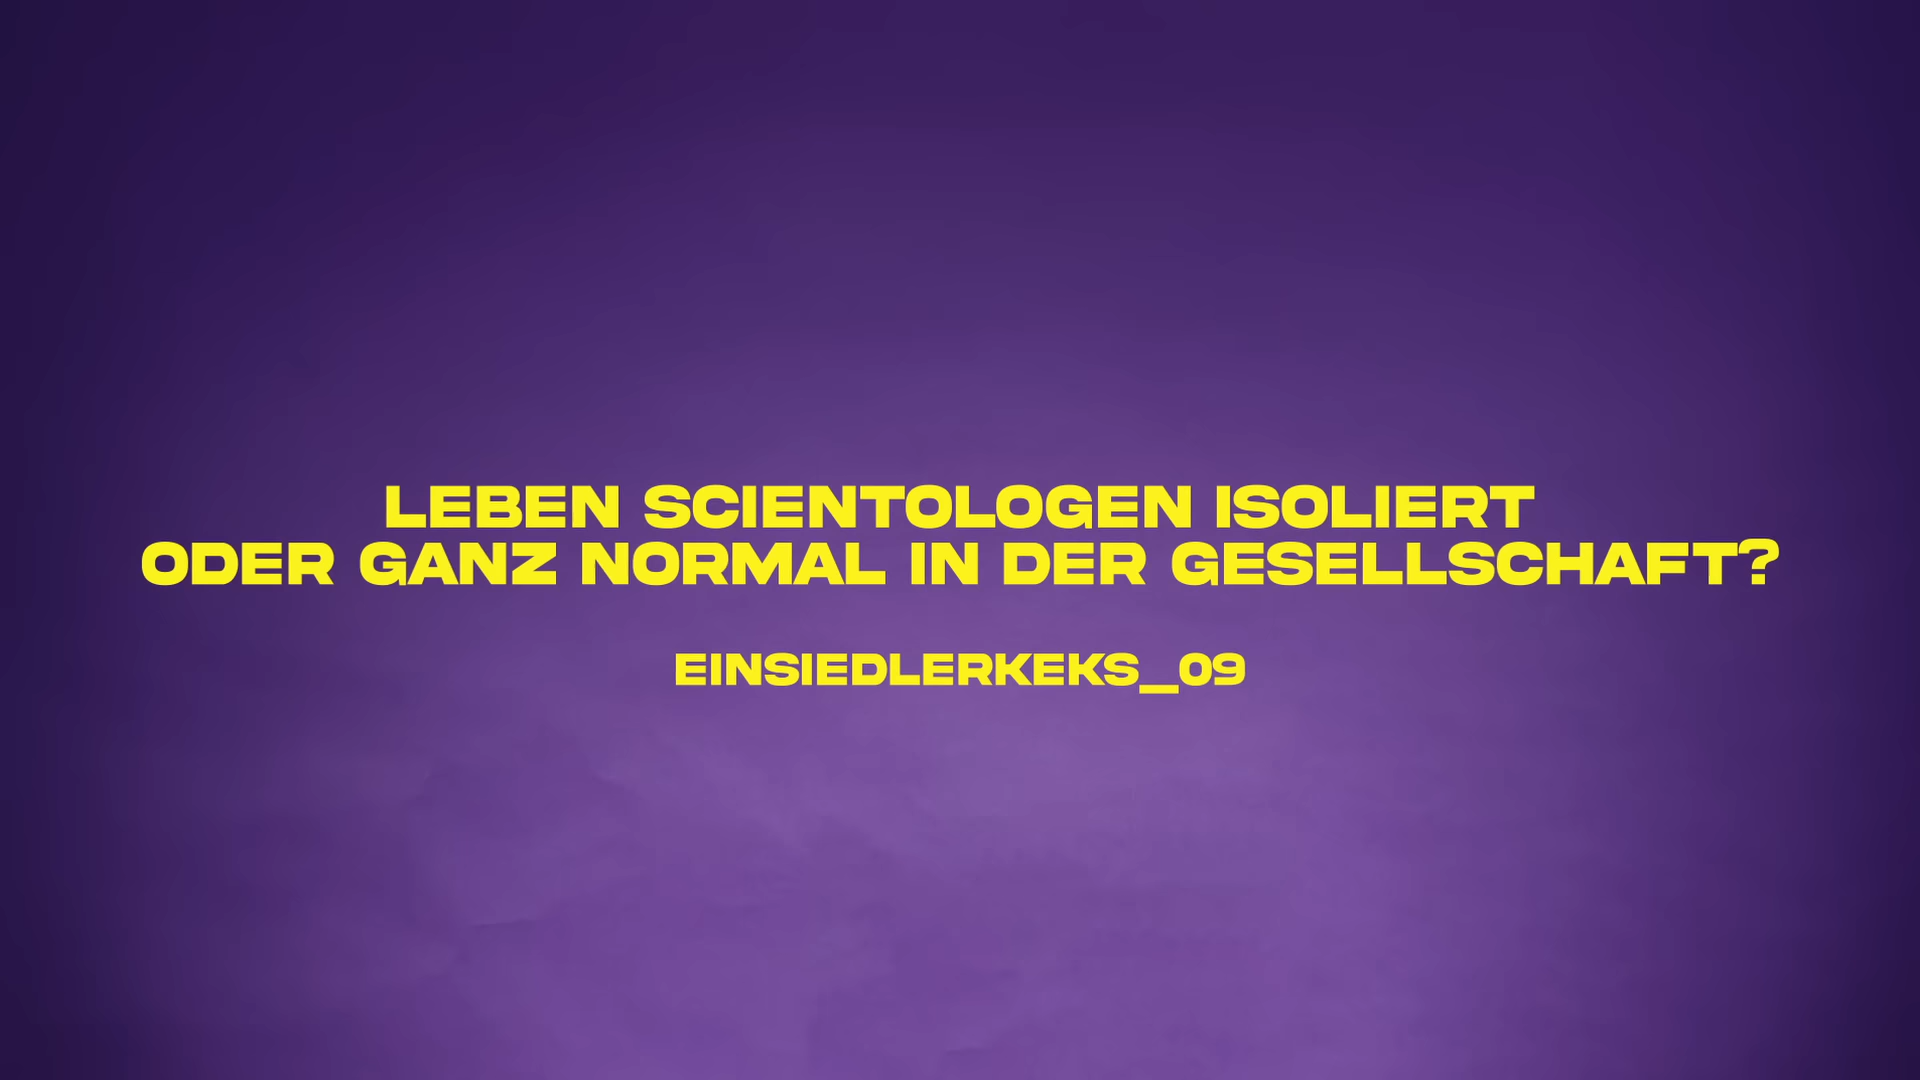 LEBEN SCIENTOLOGEN ISOLIERT
ODER GANZ NORMAL IN DER GESELLSCHAFT?
EINSIEDLERKEKS_09